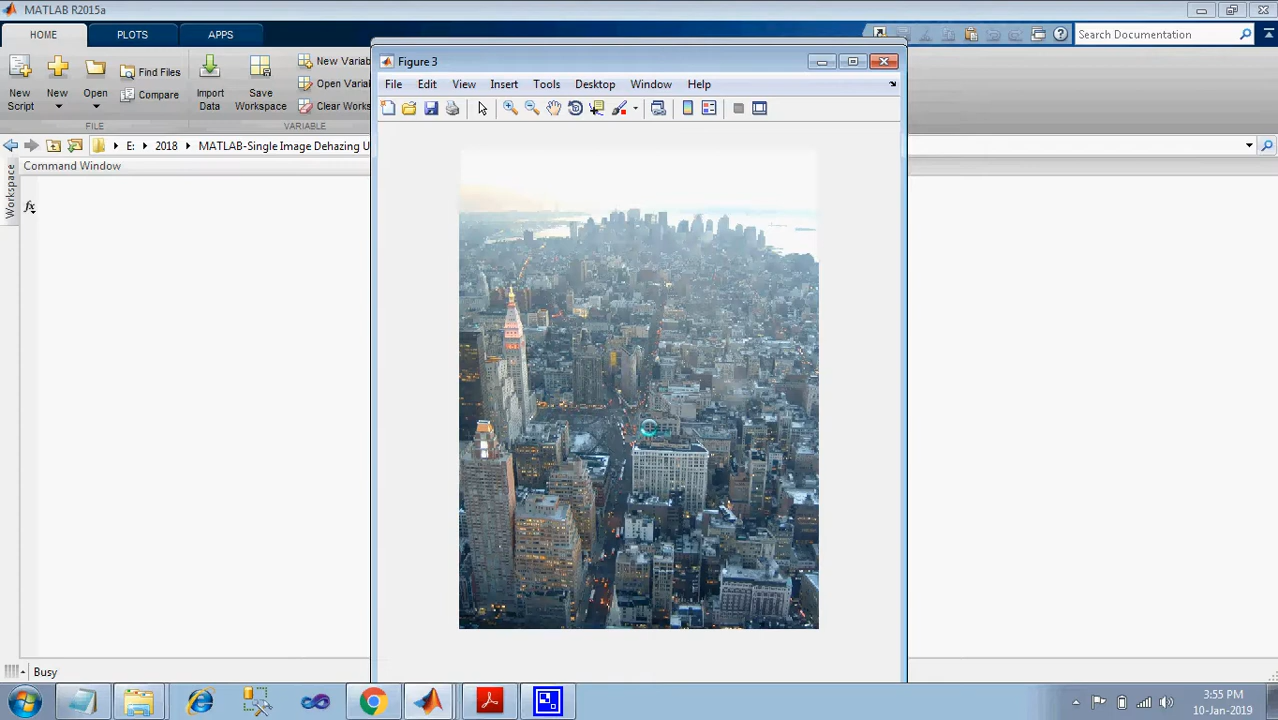 MATLAB R2015a
HOME PLOTS APPS
Search Documentation
New Script
New
Open
Find Files
Compare
Import Data
Save Workspace
New Variab
Open Varia
Clear Works
FILE VARIABLE
E: 2018 MATLAB-Single Image Dehazing U
Workspace
Command Window
fx
Figure 3
File Edit View Insert Tools Desktop Window Help
Busy
3:55 PM
10-Jan-2019